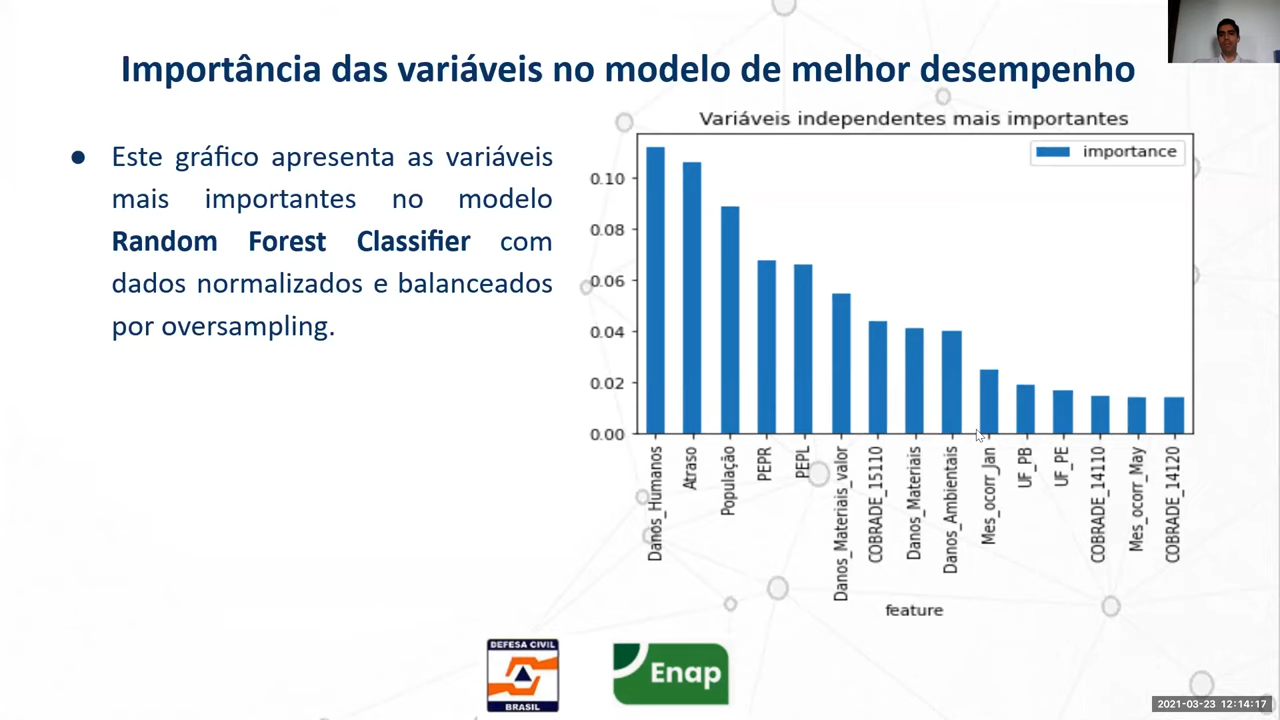 Importância das variáveis no modelo de melhor desempenho
● Este gráfico apresenta as variáveis
mais importantes no modelo
Random Forest Classifier com
dados normalizados e balanceados
por oversampling.
Variáveis independentes mais importantes
importance
0.10
0.08
0.06
0.04
0.02
0.00
Danos_Humanos
Atraso
População
PEPR
PEPL
Danos_Materiais_valor
COBRADE_15110
Danos_Materiais
Danos_Ambientais
Mes_ocorr_Jan
UF_PB
UF_PE
COBRADE_14110
Mes_ocorr_May
COBRADE_14120
feature
DEFESA CIVIL
BRASIL
Enap
2021-03-23 12:14:17